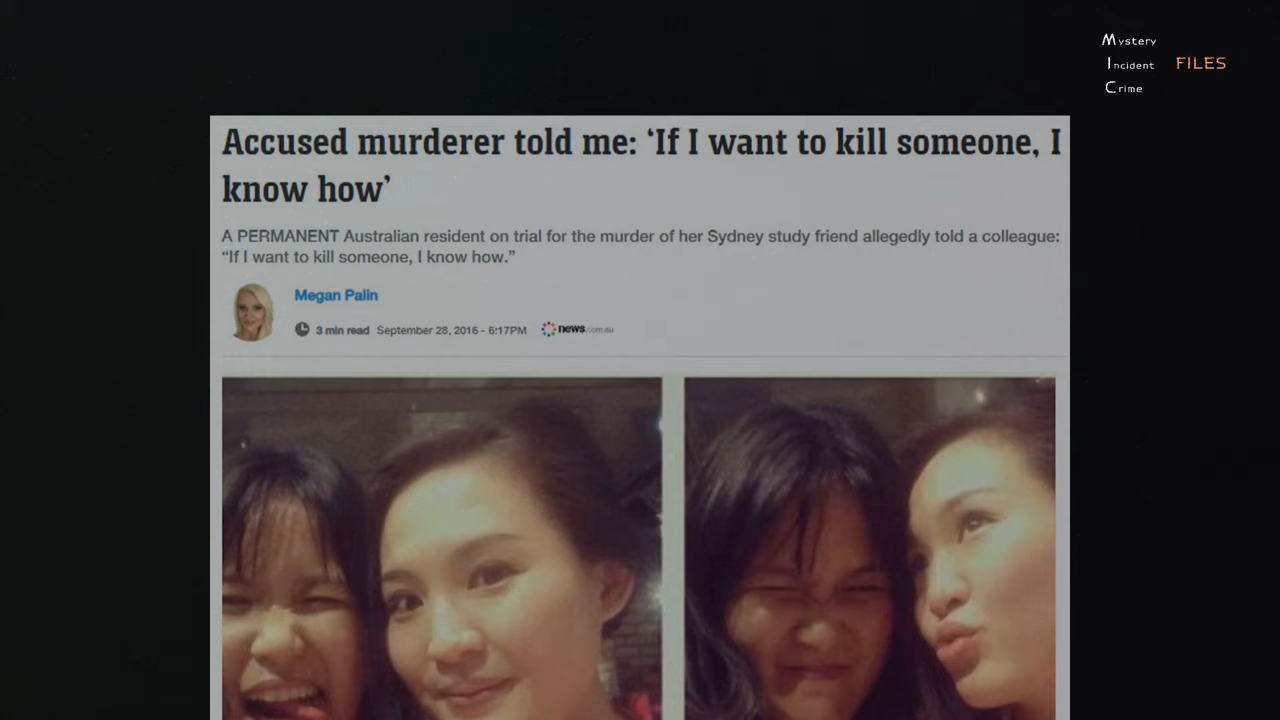 Mystery
Incident FILES
Crime
Accused murderer told me: ‘If I want to kill someone, I
know how’
A PERMANENT Australian resident on trial for the murder of her Sydney study friend allegedly told a colleague:
“If I want to kill someone, I know how.”
Megan Palin
3 min read September 28, 2016 - 6:17PM news.com.au